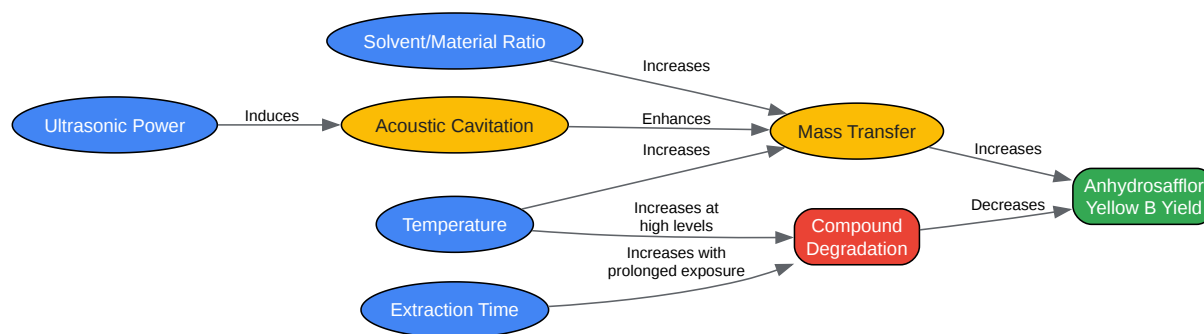 Solvent/Material Ratio
Increases
Ultrasonic Power
Induces
Acoustic Cavitation
Enhances
Mass Transfer
Increases
Increases
Anhydrosafflor
Yellow B Yield
Temperature
Increases at
high levels
Compound
Degradation
Decreases
Increases with
prolonged exposure
Extraction Time